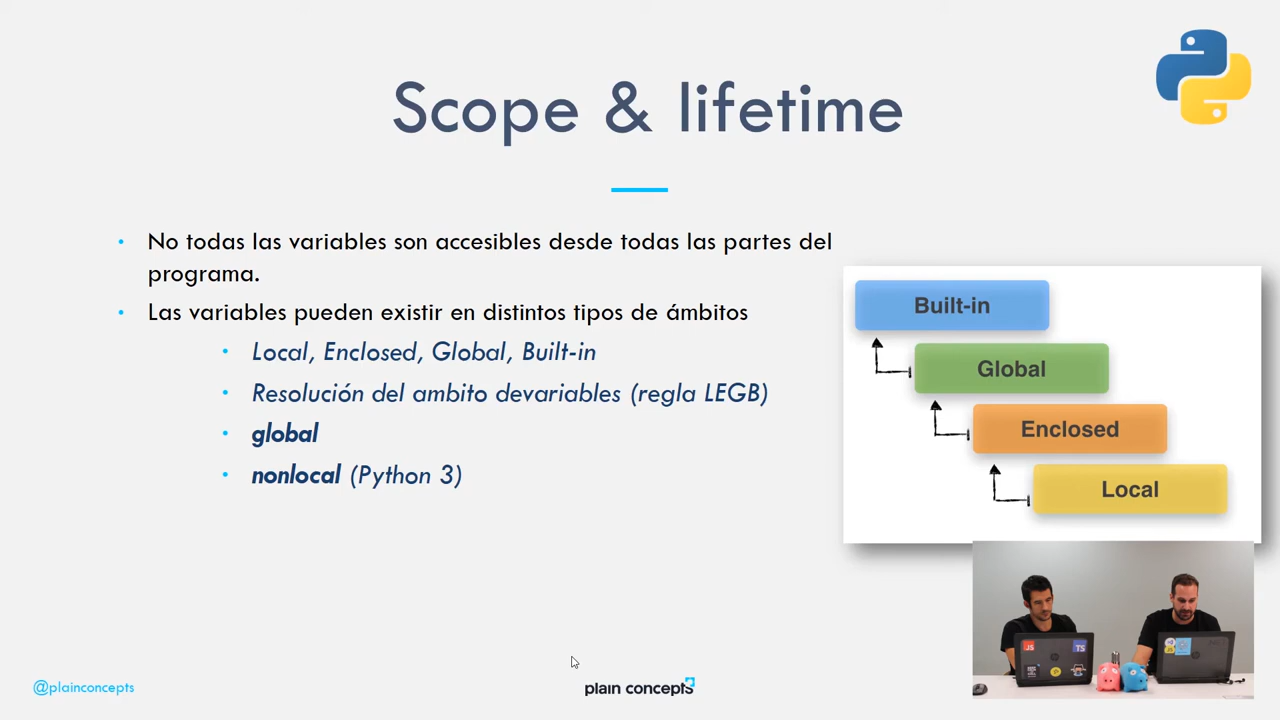 Scope & lifetime
No todas las variables son accesibles desde todas las partes del
programa.
Las variables pueden existir en distintos tipos de ámbitos
Local, Enclosed, Global, Built-in
Resolución del ambito devariables (regla LEGB)
global
nonlocal (Python 3)
Built-in
Global
Enclosed
Local
JS
TS
@plainconcepts
plain concepts